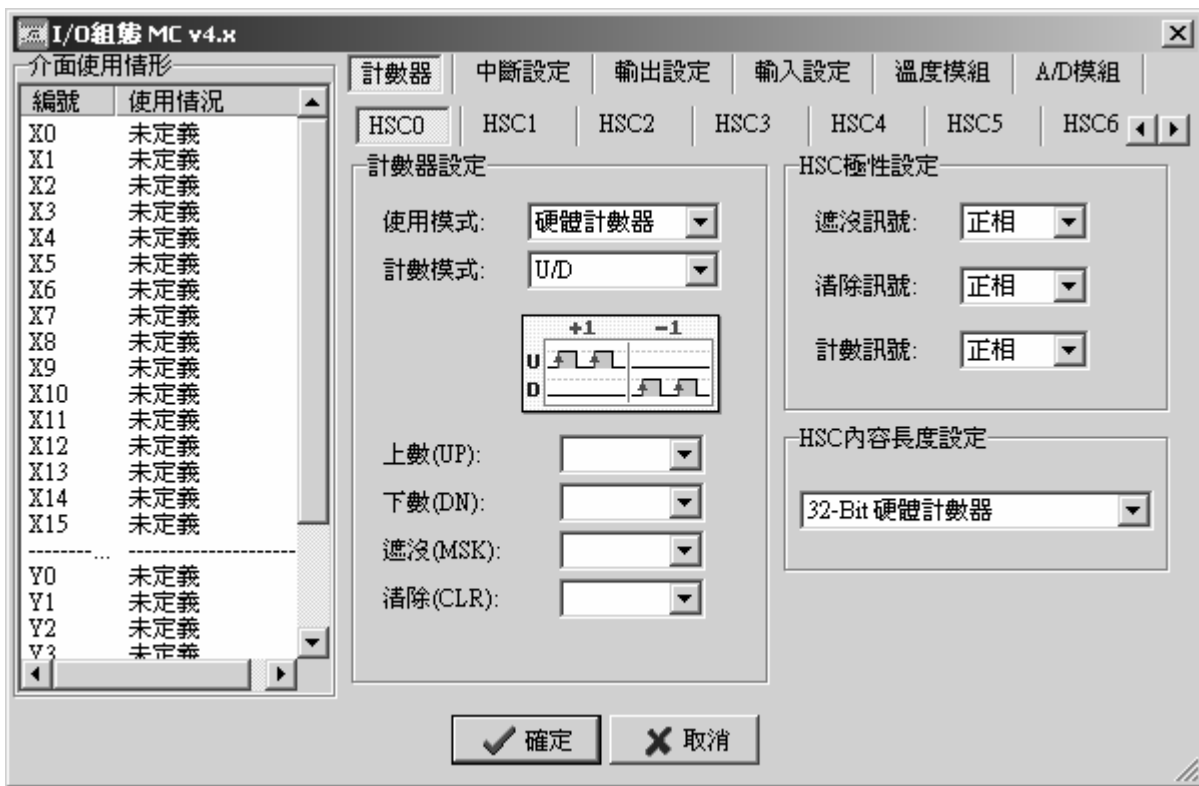 I/O組態 MC v4.x
介面使用情形
編號 使用情況
X0 未定義
X1 未定義
X2 未定義
X3 未定義
X4 未定義
X5 未定義
X6 未定義
X7 未定義
X8 未定義
X9 未定義
X10 未定義
X11 未定義
X12 未定義
X13 未定義
X14 未定義
X15 未定義
--------... --------------------
Y0 未定義
Y1 未定義
Y2 未定義
Y3 未定義
計數器 中斷設定 輸出設定 輸入設定 溫度模組 A/D模組
HSC0 HSC1 HSC2 HSC3 HSC4 HSC5 HSC6
計數器設定
使用模式: 硬體計數器
計數模式: U/D
+1 -1
U
D
上數(UP):
下數(DN):
遮沒(MSK):
清除(CLR):
HSC極性設定
遮沒訊號: 正相
清除訊號: 正相
計數訊號: 正相
HSC內容長度設定
32-Bit 硬體計數器
確定 取消